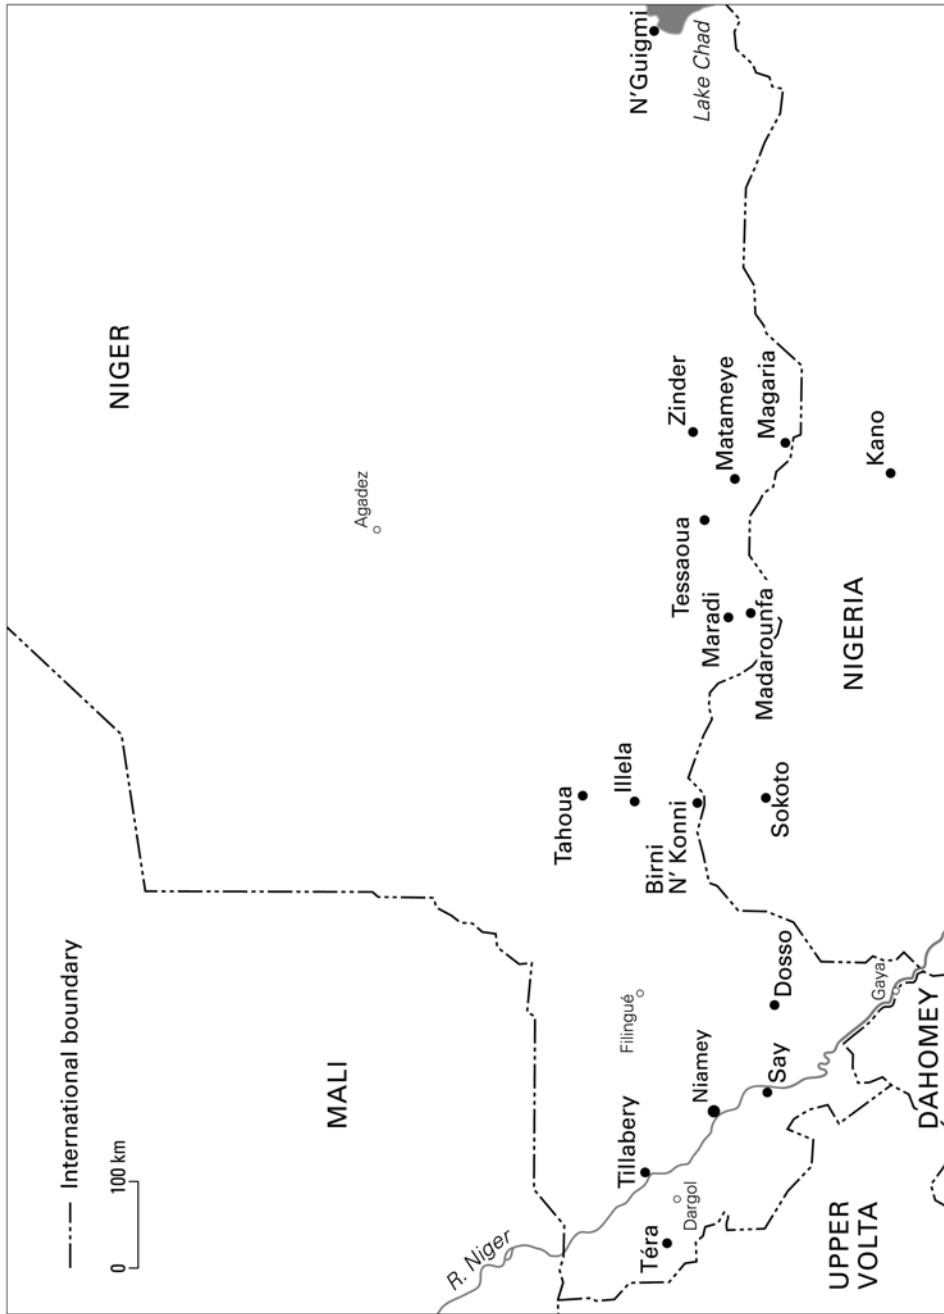 International boundary
0
100 km
NIGER
MALI
Agadez
R. Niger
Tahoua
Illela
Filingué
Tillabery
Téra
Dargol
Niamey
Birni
N' Konni
Say
Dosso
Sokoto
Maradi
Madarounfa
Tessaoua
Zinder
Matameye
Magaria
N'Guigmi
Lake Chad
Kano
NIGERIA
Gaya
UPPER
VOLTA
DAHOMEY